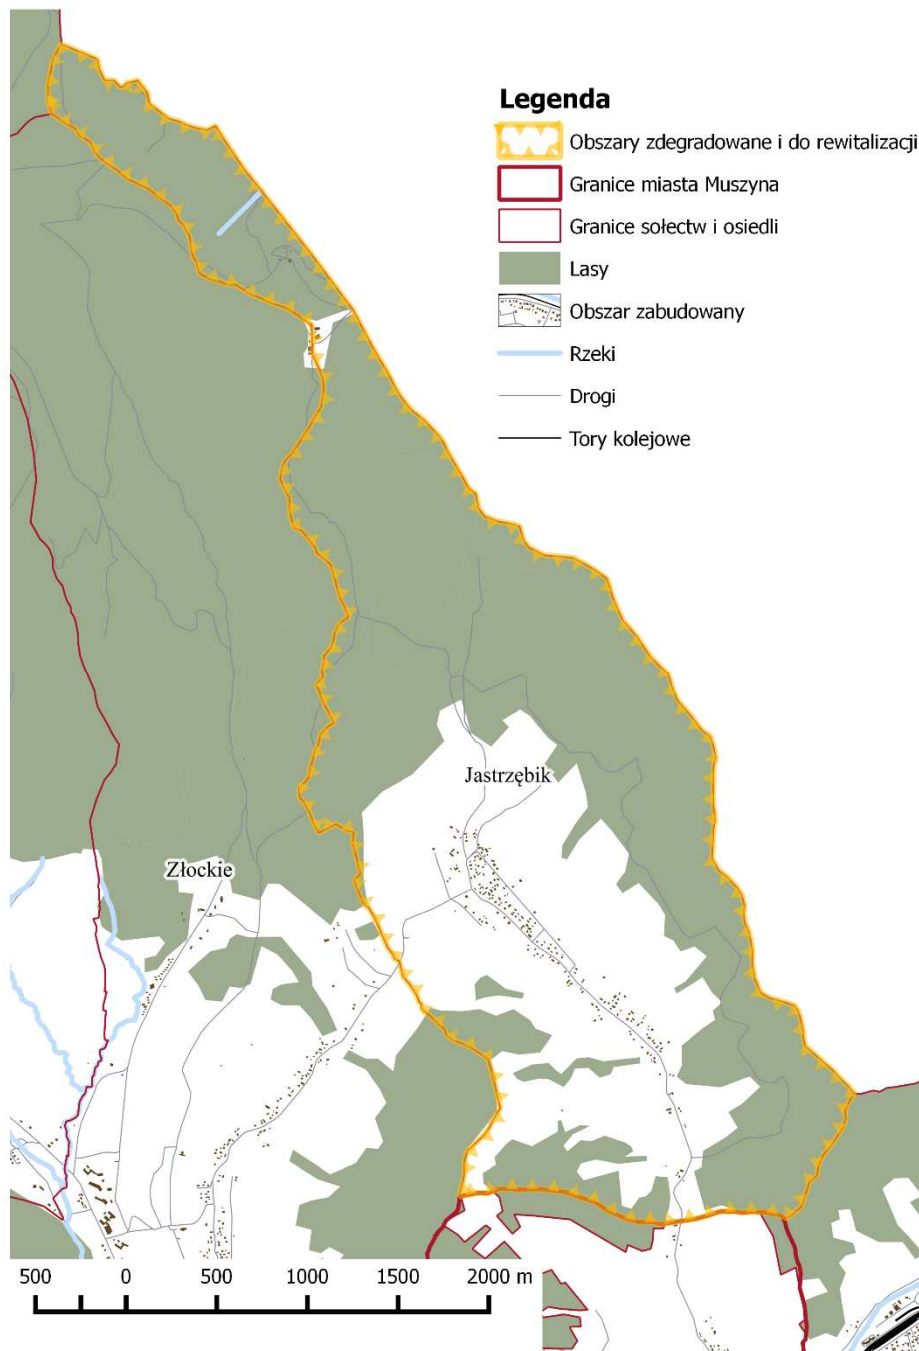 Legenda
Obszary zdegradowane i do rewitalizacji
Granice miasta Muszyna
Granice sołectw i osiedli
Lasy
Obszar zabudowany
Rzeki
Drogi
Tory kolejowe
Jastrzębik
Złockie
500 0 500 1000 1500 2000 m